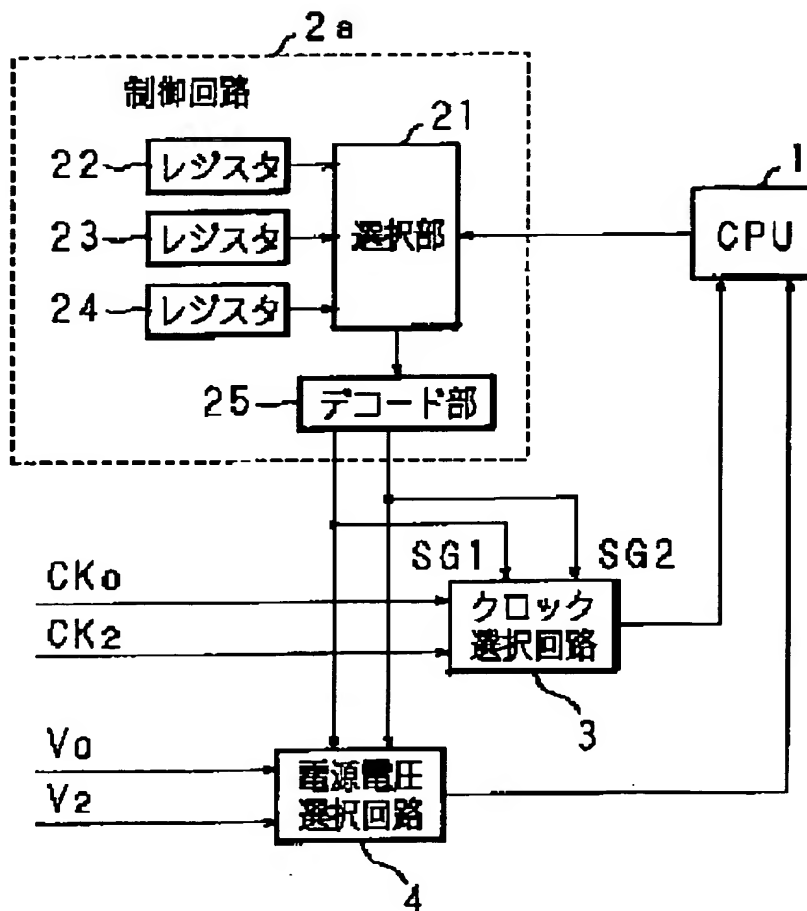 2a
制御回路
21
22
レジスタ
1
23
レジスタ
選択部
CPU
24
レジスタ
25
デコード部
SG1
SG2
CK0
クロック
選択回路
CK2
3
V0
電源電圧
選択回路
V2
4